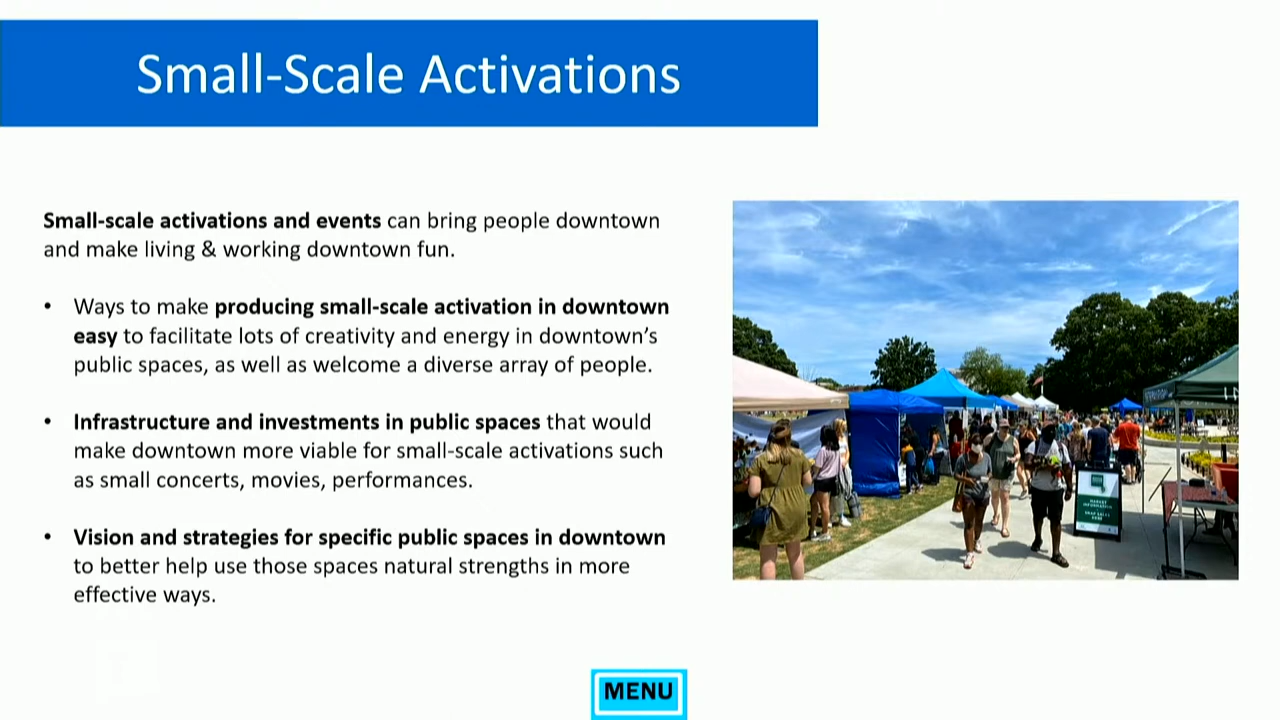 Small-Scale Activations
Small-scale activations and events can bring people downtown
and make living & working downtown fun.
• Ways to make producing small-scale activation in downtown
easy to facilitate lots of creativity and energy in downtown’s
public spaces, as well as welcome a diverse array of people.
• Infrastructure and investments in public spaces that would
make downtown more viable for small-scale activations such
as small concerts, movies, performances.
• Vision and strategies for specific public spaces in downtown
to better help use those spaces natural strengths in more
effective ways.
MARKET
INFORMATION
MENU